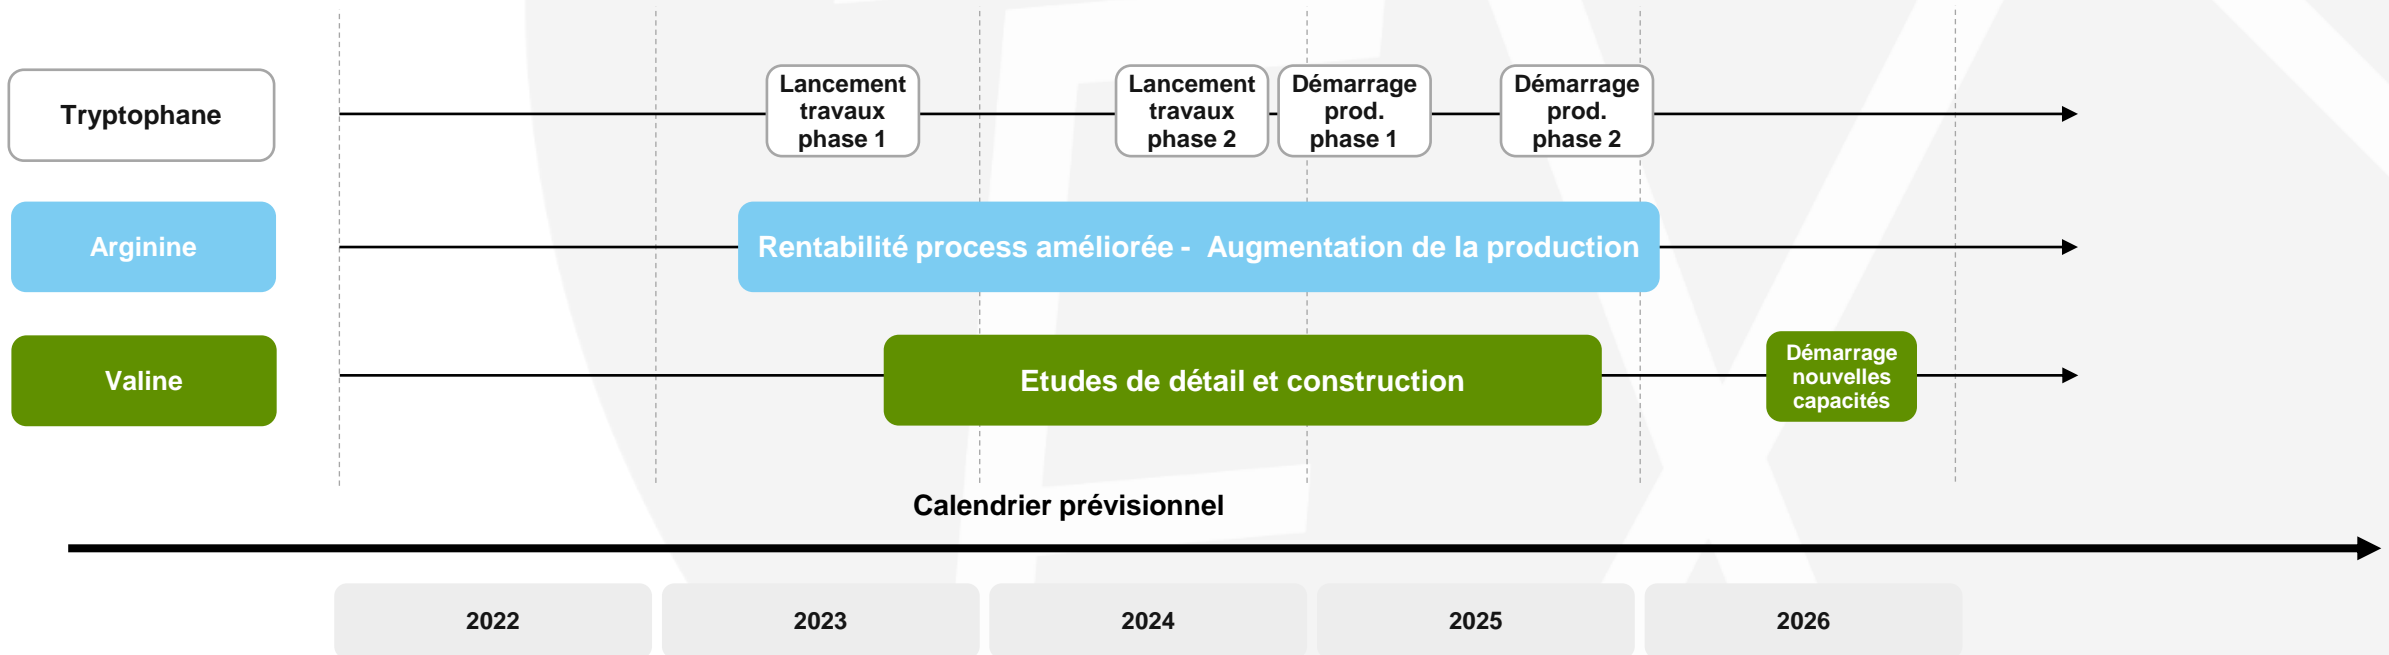 Tryptophane
Lancement
travaux
phase 1
Lancement
travaux
phase 2
Démarrage
prod.
phase 1
Démarrage
prod.
phase 2
Arginine
Rentabilité process améliorée - Augmentation de la production
Valine
Etudes de détail et construction
Démarrage
nouvelles
capacités
Calendrier prévisionnel
2022
2023
2024
2025
2026